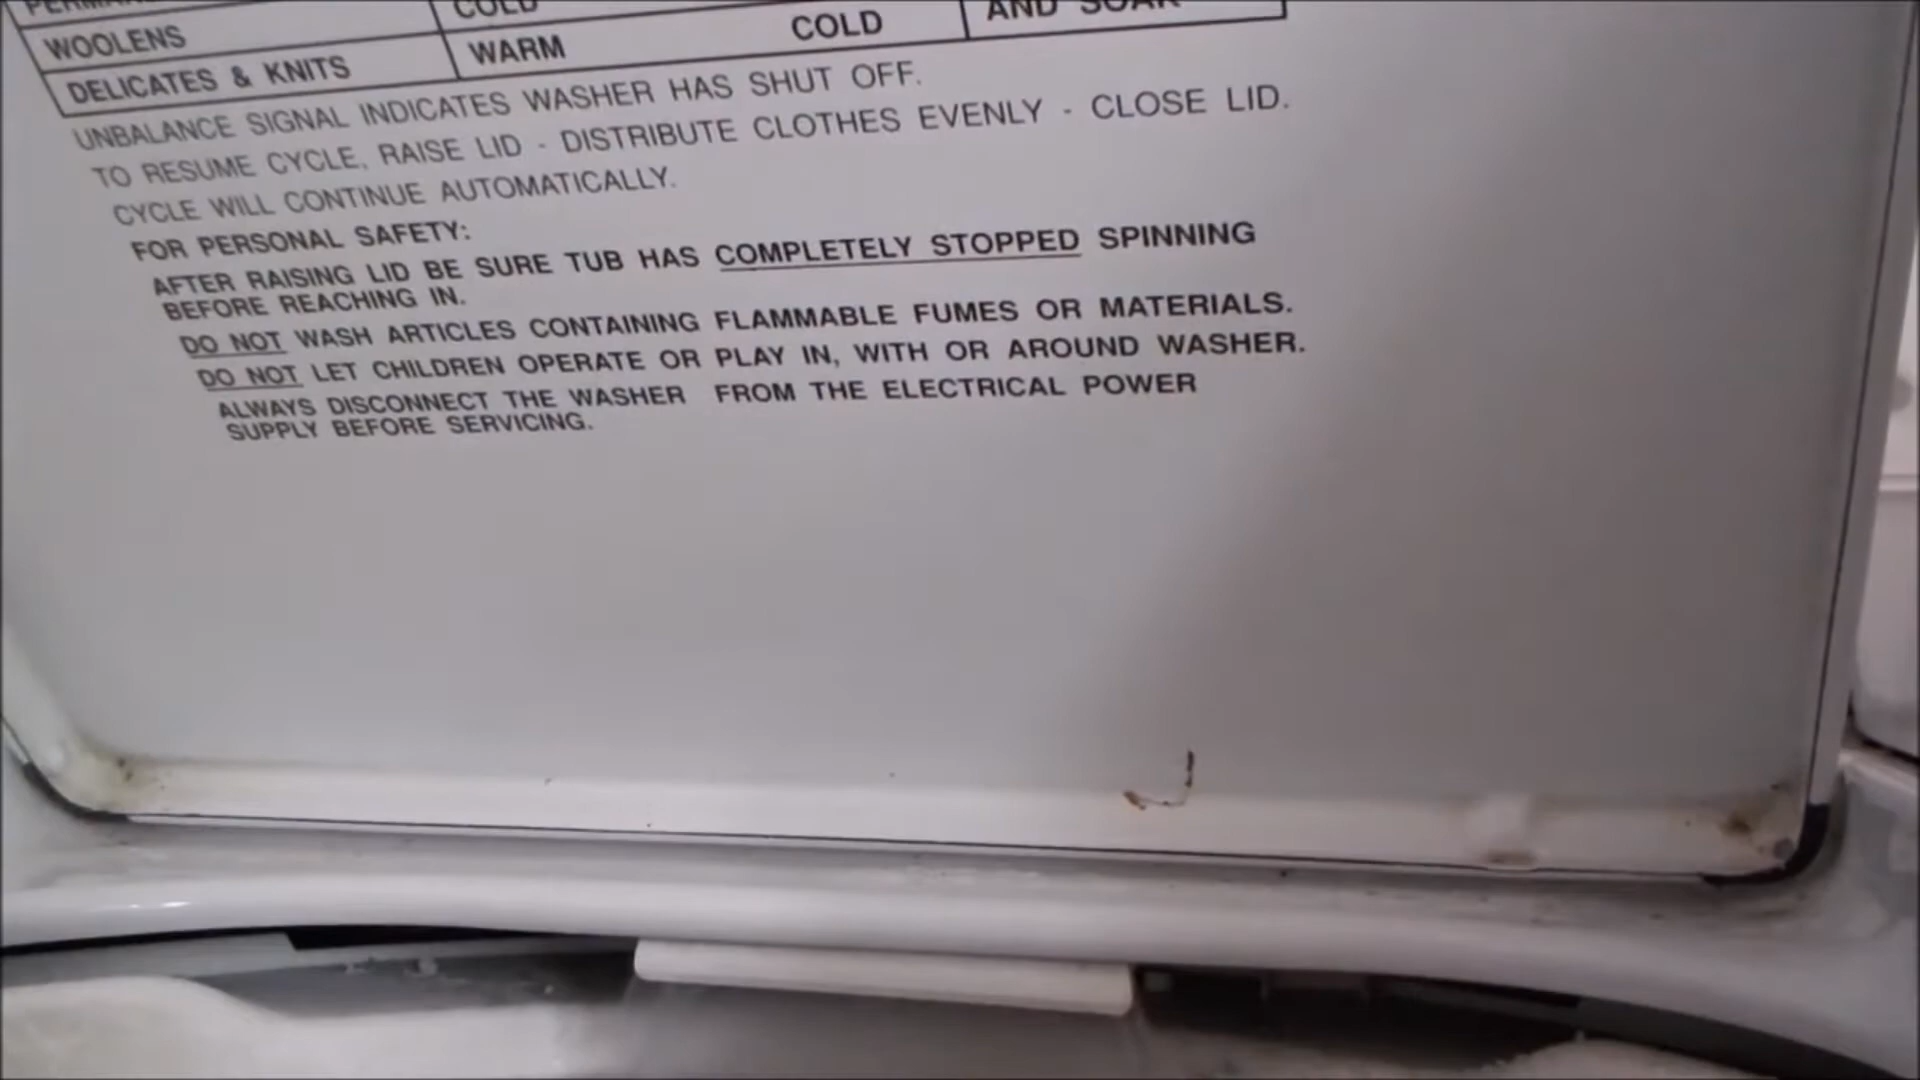 WOOLENS COLD
DELICATES & KNITS WARM COLD AND SOAK
UNBALANCE SIGNAL INDICATES WASHER HAS SHUT OFF.
TO RESUME CYCLE, RAISE LID - DISTRIBUTE CLOTHES EVENLY - CLOSE LID.
CYCLE WILL CONTINUE AUTOMATICALLY.
FOR PERSONAL SAFETY:
AFTER RAISING LID BE SURE TUB HAS COMPLETELY STOPPED SPINNING
BEFORE REACHING IN.
DO NOT WASH ARTICLES CONTAINING FLAMMABLE FUMES OR MATERIALS.
DO NOT LET CHILDREN OPERATE OR PLAY IN, WITH OR AROUND WASHER.
ALWAYS DISCONNECT THE WASHER FROM THE ELECTRICAL POWER
SUPPLY BEFORE SERVICING.